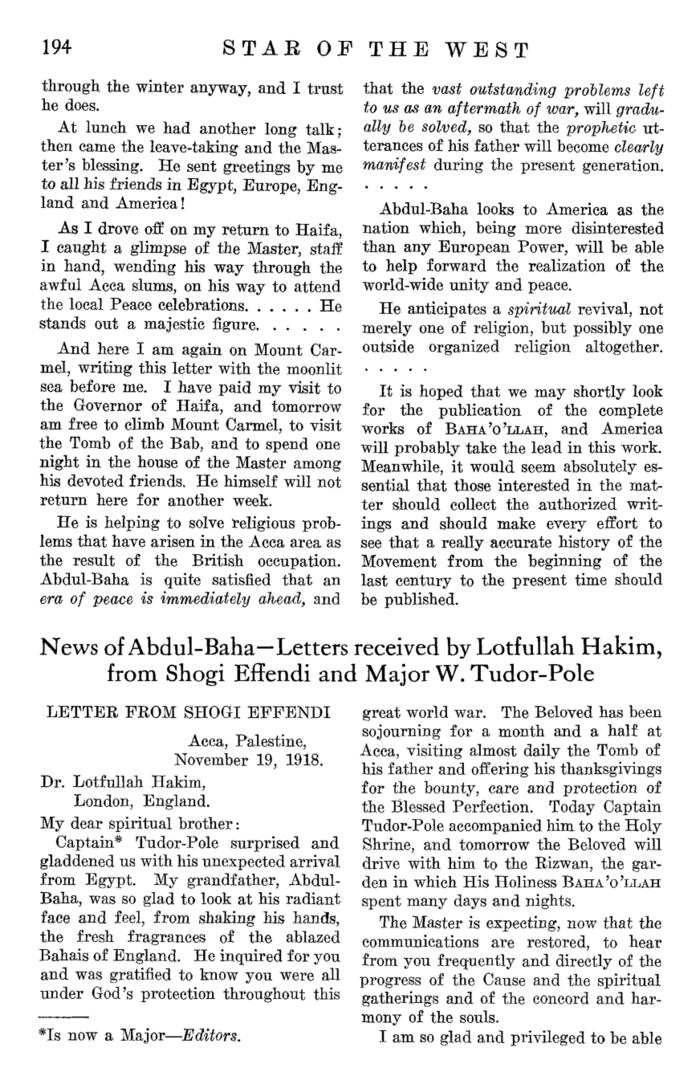 194
STAR OF THE WEST
through the winter anyway, and I trust
he does.
At lunch we had another long talk;
then came the leave-taking and the Mas-
ter's blessing. He sent greetings by me
to all his friends in Egypt, Europe, Eng-
land and America!
As I drove off on my return to Haifa,
I caught a glimpse of the Master, staff
in hand, wending his way through the
awful Acca slums, on his way to attend
the local Peace celebrations. . . . . . . He
stands out a majestic figure. . . . . . .
And here I am again on Mount Car-
mel, writing this letter with the moonlit
sea before me. I have paid my visit to
the Governor of Haifa, and tomorrow
am free to climb Mount Carmel, to visit
the Tomb of the Bab, and to spend one
night in the house of the Master among
his devoted friends. He himself will not
return here for another week.
He is helping to solve religious prob-
lems that have arisen in the Acca area as
the result of the British occupation.
Abdul-Baha is quite satisfied that an
era of peace is immediately ahead, and
that the vast outstanding problems left
to us as an aftermath of war, will gradu-
ally be solved, so that the prophetic ut-
terances of his father will become clearly
manifest during the present generation.
. . . . .
Abdul-Baha looks to America as the
nation which, being more disinterested
than any European Power, will be able
to help forward the realization of the
world-wide unity and peace.
He anticipates a spiritual revival, not
merely one of religion, but possibly one
outside organized religion altogether.
. . . . .
It is hoped that we may shortly look
for the publication of the complete
works of BAHA'O'LLAH, and America
will probably take the lead in this work.
Meanwhile, it would seem absolutely es-
sential that those interested in the mat-
ter should collect the authorized writ-
ings and should make every effort to
see that a really accurate history of the
Movement from the beginning of the
last century to the present time should
be published.
News of Abdul-Baha—Letters received by Lotfullah Hakim,
from Shogi Effendi and Major W. Tudor-Pole
LETTER FROM SHOGI EFFENDI
Acca, Palestine,
November 19, 1918.
Dr. Lotfullah Hakim,
London, England.
My dear spiritual brother:
Captain* Tudor-Pole surprised and
gladdened us with his unexpected arrival
from Egypt. My grandfather, Abdul-
Baha, was so glad to look at his radiant
face and feel, from shaking his hands,
the fresh fragrances of the ablazed
Bahais of England. He inquired for you
and was gratified to know you were all
under God's protection throughout this
*Is now a Major—Editors.
great world war. The Beloved has been
sojourning for a month and a half at
Acca, visiting almost daily the Tomb of
his father and offering his thanksgivings
for the bounty, care and protection of
the Blessed Perfection. Today Captain
Tudor-Pole accompanied him to the Holy
Shrine, and tomorrow the Beloved will
drive with him to the Rizwan, the gar-
den in which His Holiness BAHA'O'LLAH
spent many days and nights.
The Master is expecting, now that the
communications are restored, to hear
from you frequently and directly of the
progress of the Cause and the spiritual
gatherings and of the concord and har-
mony of the souls.
I am so glad and privileged to be able